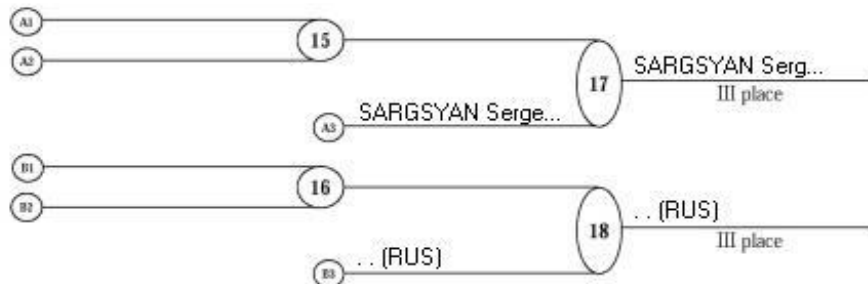 A1
15
A2
SARGSYAN Serg...
17
III place
SARGSYAN Serge...
A3
B1
16
B2
. . (RUS)
18
III place
. . (RUS)
B3